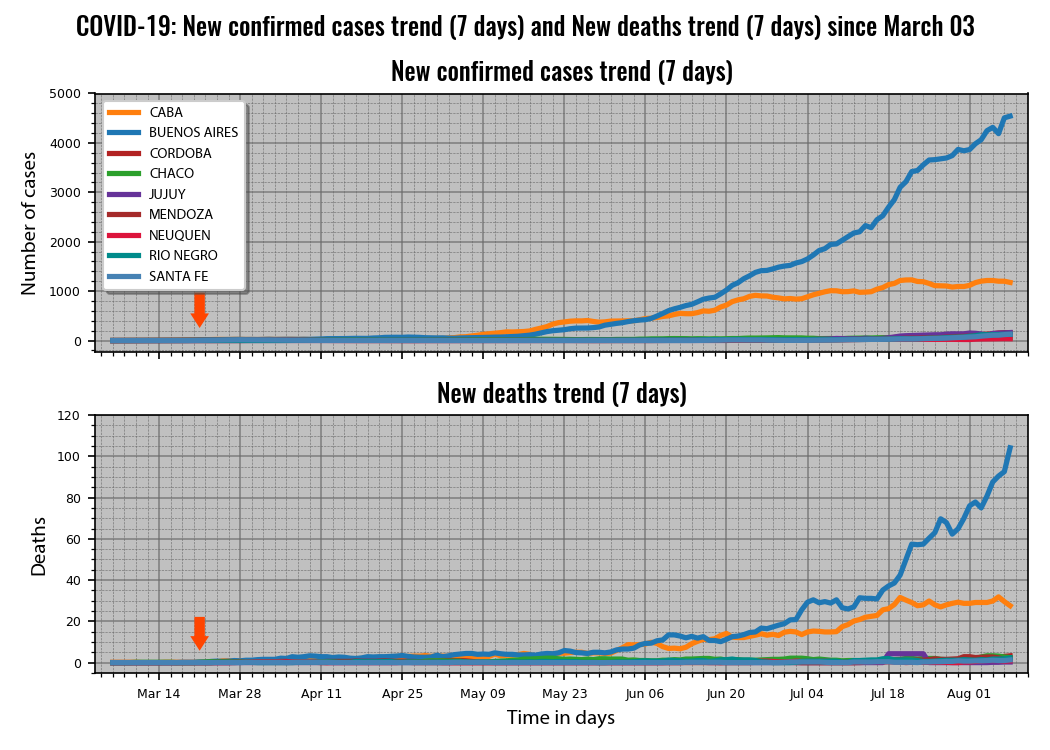 COVID-19: New confirmed cases trend (7 days) and New deaths trend (7 days) since March 03
New confirmed cases trend (7 days)
5000
4000
3000
2000
1000
0
Number of cases
CABA
BUENOS AIRES
CORDOBA
CHACO
JUJUY
MENDOZA
NEUQUEN
RIO NEGRO
SANTA FE
New deaths trend (7 days)
120
100
80
60
40
20
0
Deaths
Mar 14 Mar 28 Apr 11 Apr 25 May 09 May 23 Jun 06 Jun 20 Jul 04 Jul 18 Aug 01
Time in days